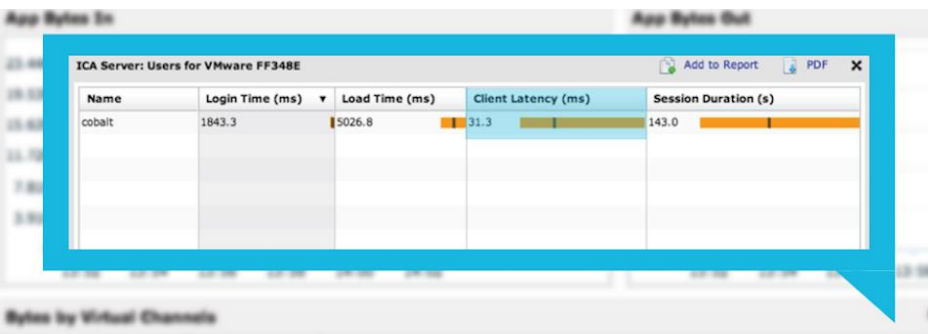 App Bytes In
App Bytes Out
ICA Server: Users for VMware FF348E
Add to Report
PDF
Name
Login Time (ms)
Load Time (ms)
Client Latency (ms)
Session Duration (s)
cobalt
1843.3
5026.8
31.3
143.0
Bytes by Virtual Channels